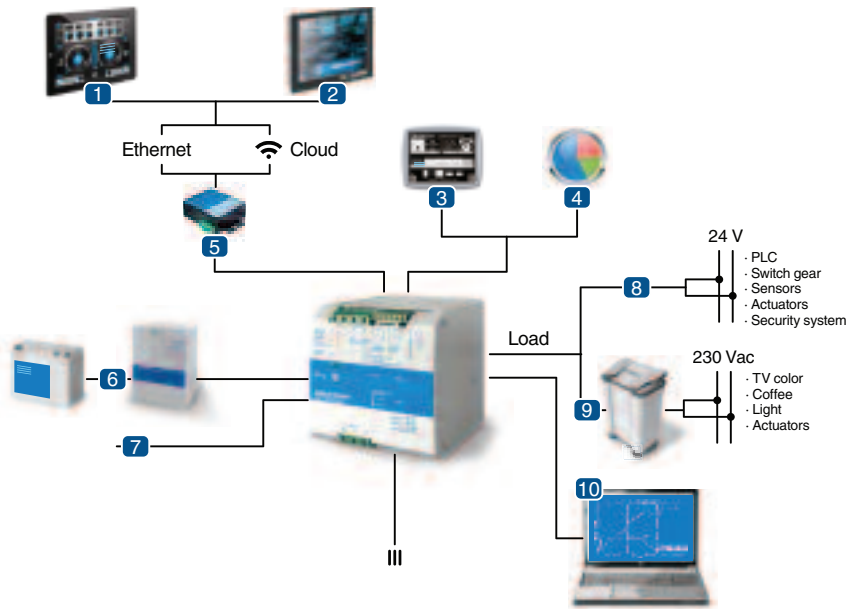 1
2
Ethernet
Cloud
3
4
5
24 V
· PLC
· Switch gear
· Sensors
· Actuators
· Security system
8
Load
230 Vac
· TV color
· Coffee
· Light
· Actuators
6
9
7
10